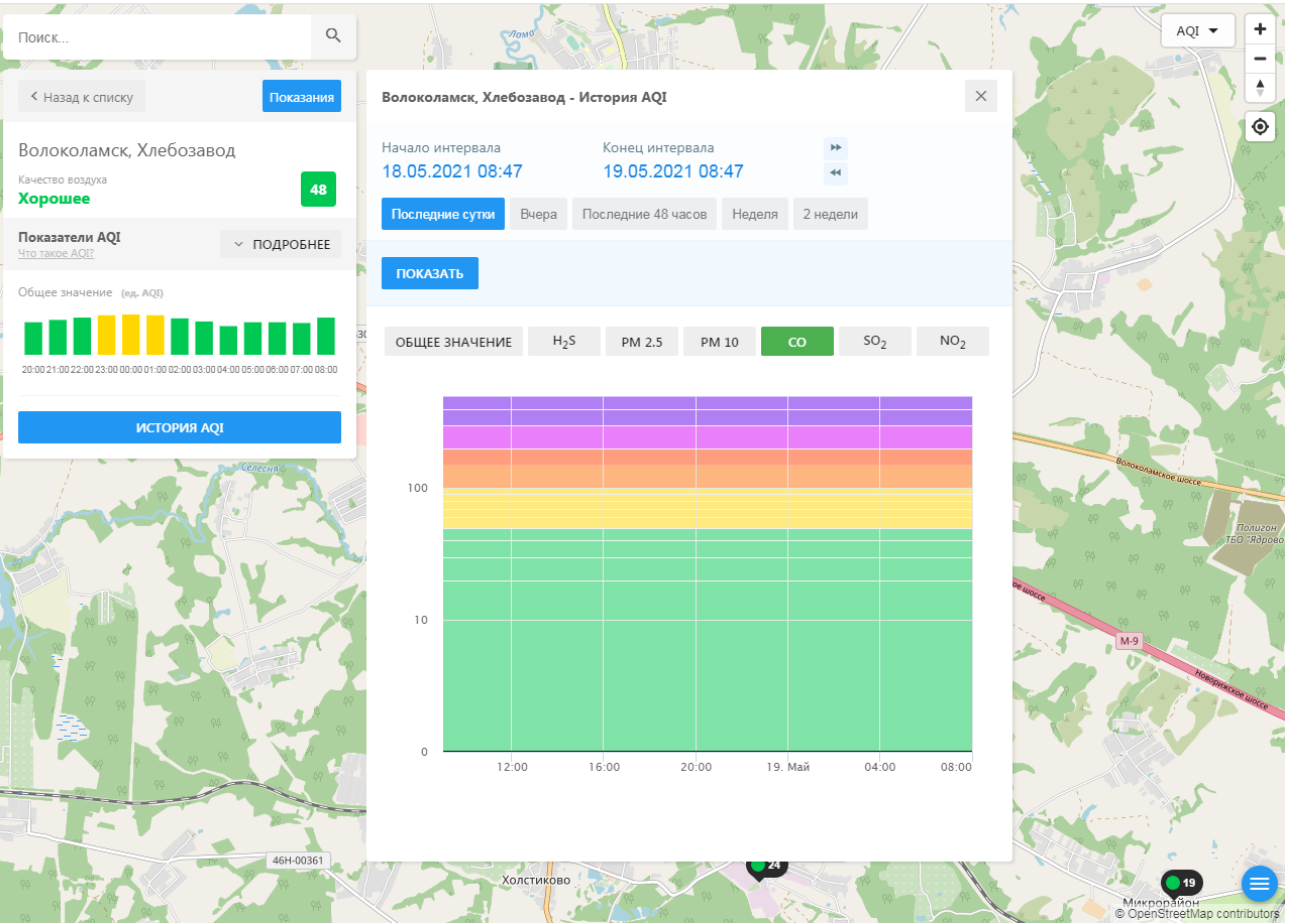 Поиск...
AQI
Лама
Назад к списку
Показания
Волоколамск, Хлебозавод
Качество воздуха
Хорошее
48
Показатели AQI
Что такое AQI?
ПОДРОБНЕЕ
Общее значение (ед. AQI)
20:00 21:00 22:00 23:00 00:00 01:00 02:00 03:00 04:00 05:00 06:00 07:00 08:00
ИСТОРИЯ AQI
Волоколамск, Хлебозавод - История AQI
Начало интервала
Конец интервала
18.05.2021 08:47
19.05.2021 08:47
Последние сутки
Вчера
Последние 48 часов
Неделя
2 недели
ПОКАЗАТЬ
ОБЩЕЕ ЗНАЧЕНИЕ
H₂S
PM 2.5
PM 10
CO
SO₂
NO₂
100
10
0
12:00
16:00
20:00
19. Май
04:00
08:00
Селесня
Волоколамское шоссе
Полигон
ТБО "Ядрово
ое шоссе
М-9
Новорижское шоссе
46Н-00361
Холстиково
24
19
Микрорайон
© OpenStreetMap contributors